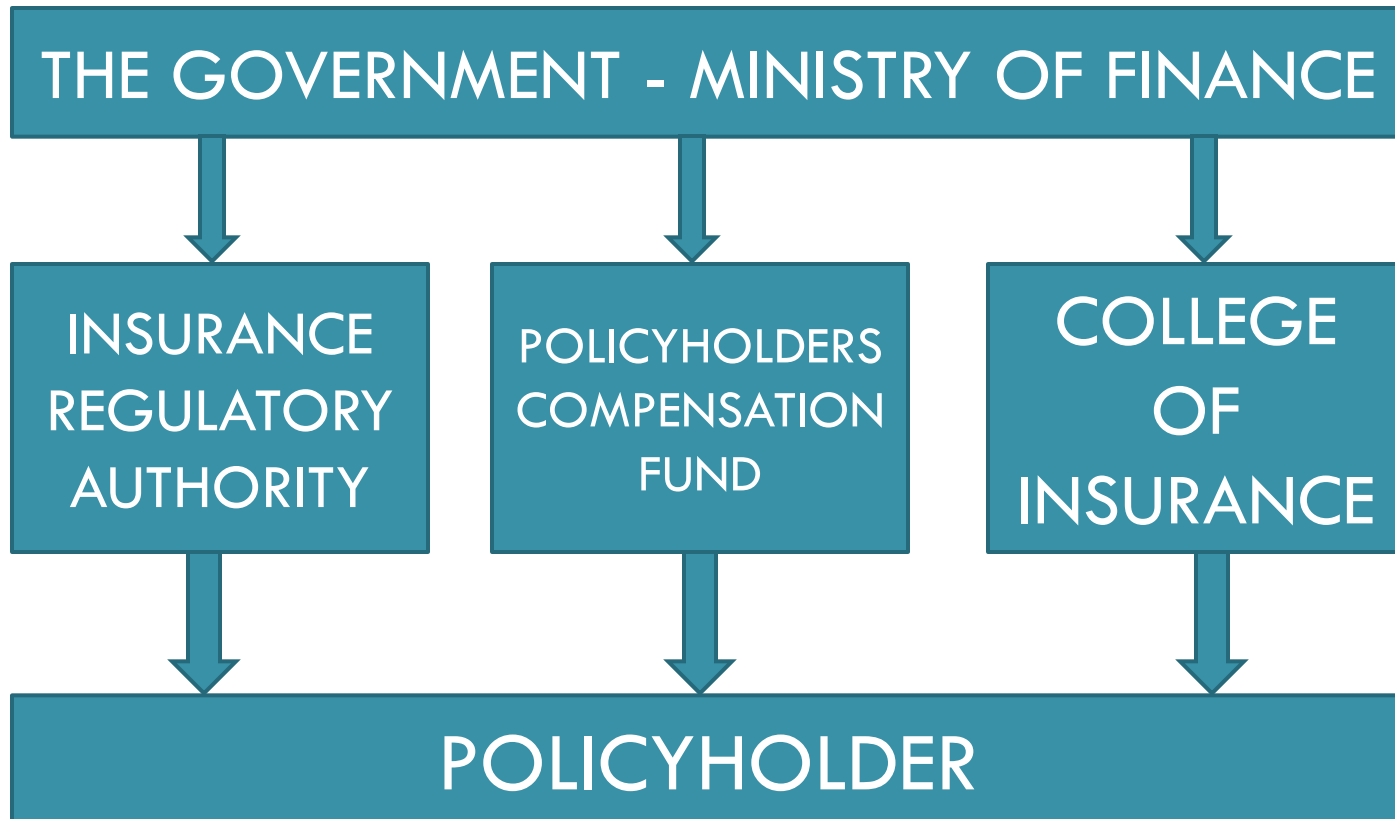 THE GOVERNMENT - MINISTRY OF FINANCE
INSURANCE
REGULATORY
AUTHORITY
POLICYHOLDERS
COMPENSATION
FUND
COLLEGE
OF
INSURANCE
POLICYHOLDER